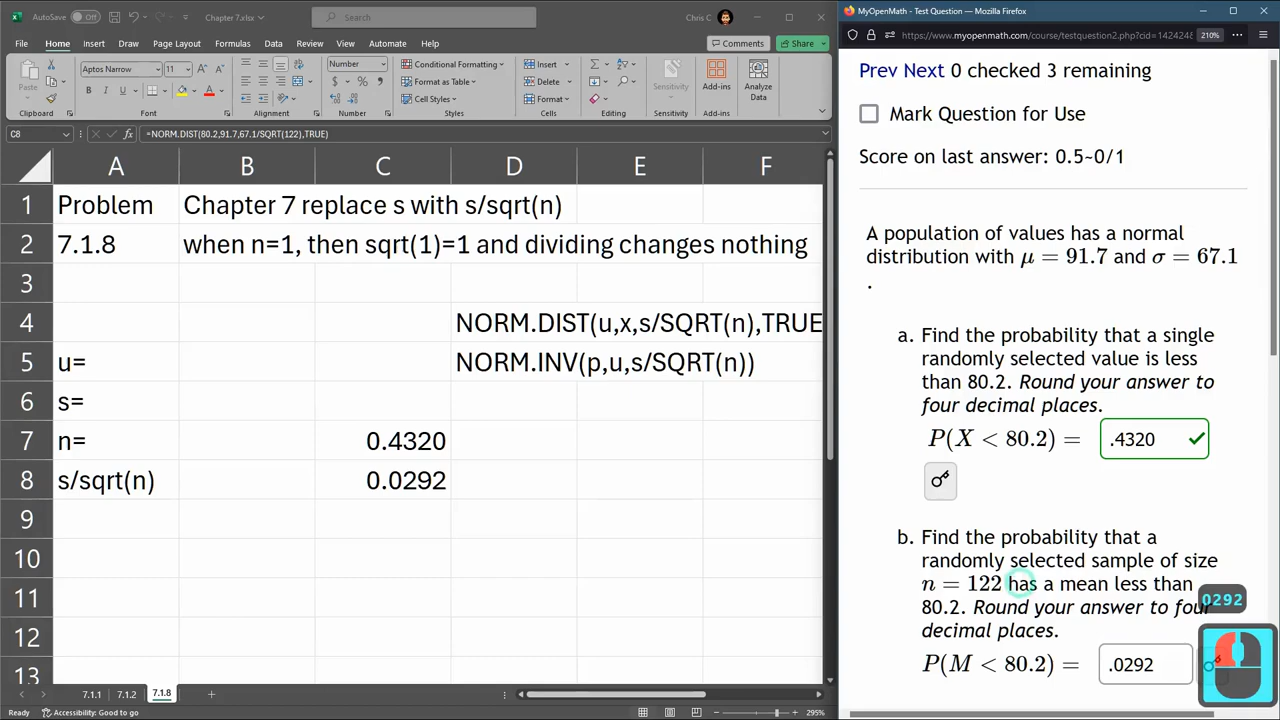 AutoSave Off Chapter 7.xlsx Search Chris C
File Home Insert Draw Page Layout Formulas Data Review View Automate Help Comments Share
Paste Aptos Narrow 11 Number Conditional Formatting Insert
Format as Table Delete
Cell Styles Format
Sensitivity Add-ins Analyze Data
Clipboard Font Alignment Number Styles Cells Editing Sensitivity Add-ins
C8 fx =NORM.DIST(80.2,91.7,67.1/SQRT(122),TRUE)
A B C D E F
1 Problem Chapter 7 replace s with s/sqrt(n)
2 7.1.8 when n=1, then sqrt(1)=1 and dividing changes nothing
3
4 NORM.DIST(u,x,s/SQRT(n),TRUE
5 u= NORM.INV(p,u,s/SQRT(n))
6 s=
7 n= 0.4320
8 s/sqrt(n) 0.0292
9
10
11
12
13
7.1.1 7.1.2 7.1.8
Ready Accessibility: Good to go 295%
MyOpenMath - Test Question — Mozilla Firefox
https://www.myopenmath.com/course/testquestion2.php?cid=1424248 210%
Prev Next 0 checked 3 remaining
Mark Question for Use
Score on last answer: 0.5~0/1
A population of values has a normal
distribution with μ = 91.7 and σ = 67.1
.
a. Find the probability that a single
randomly selected value is less
than 80.2. Round your answer to
four decimal places.
P(X < 80.2) = .4320
b. Find the probability that a
randomly selected sample of size
n = 122 has a mean less than
80.2. Round your answer to four
decimal places.
P(M < 80.2) = .0292
0292